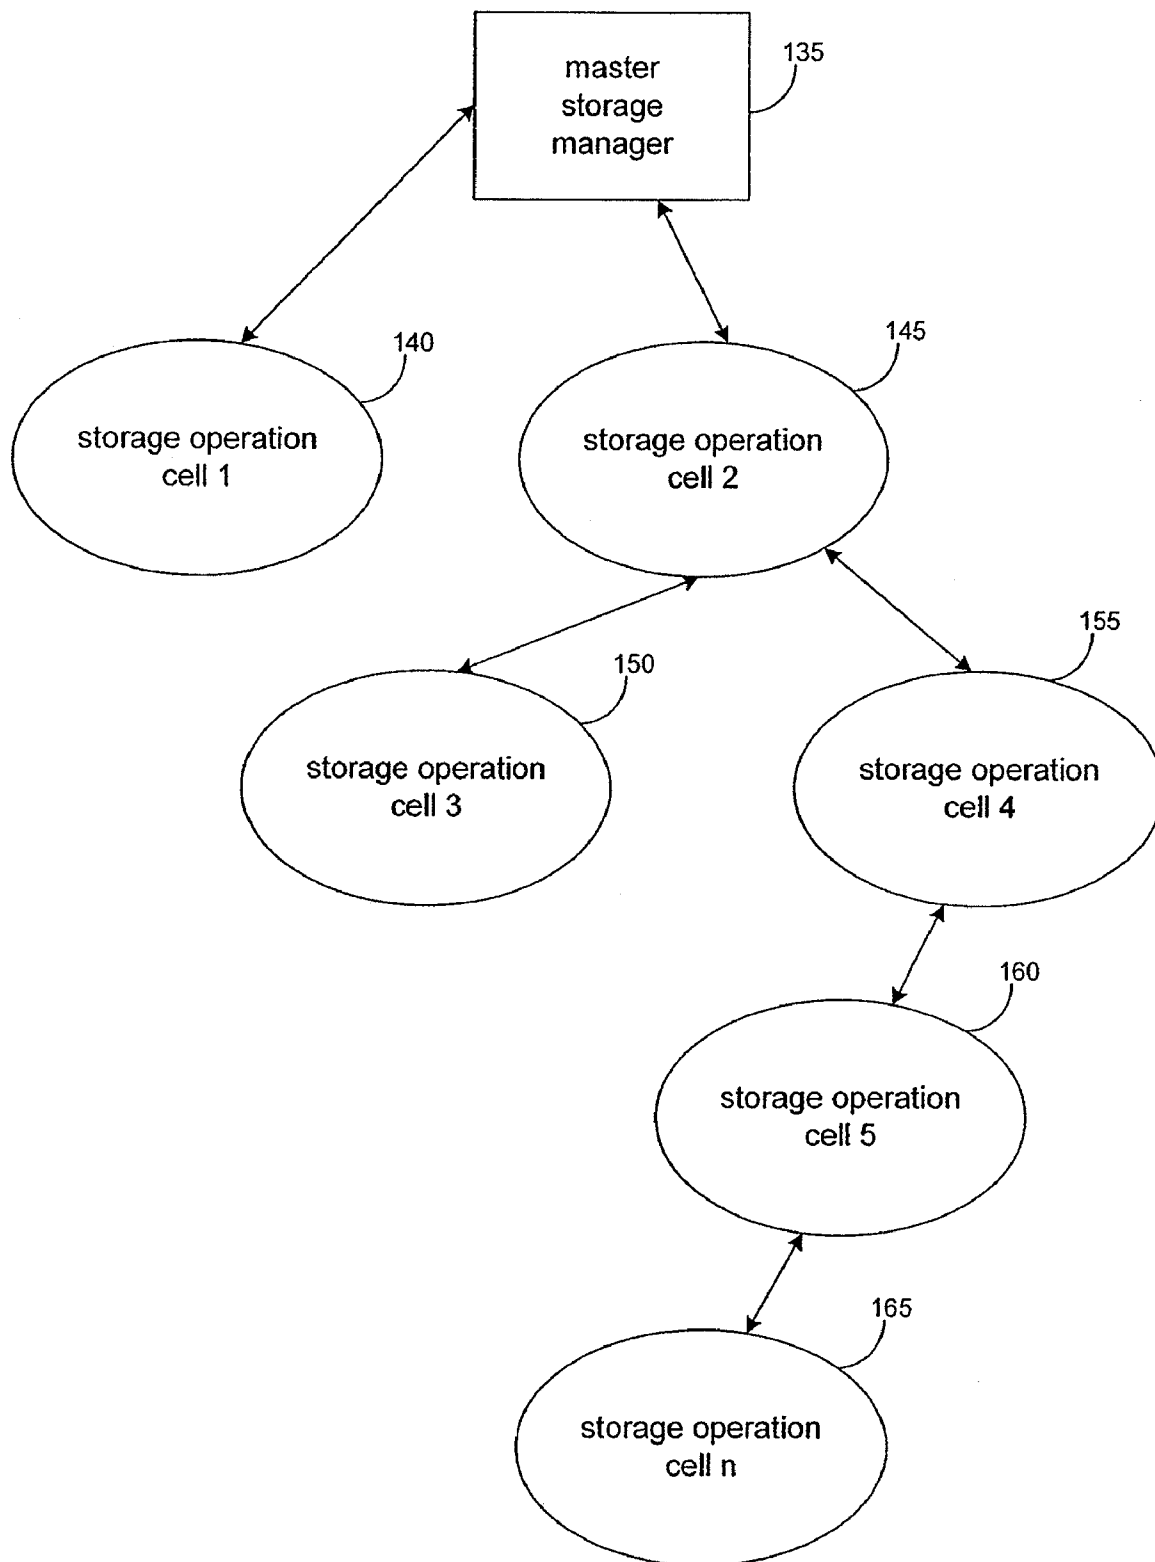 master
storage
manager
135
storage operation
cell 1
140
storage operation
cell 2
145
storage operation
cell 3
150
storage operation
cell 4
155
storage operation
cell 5
160
storage operation
cell n
165